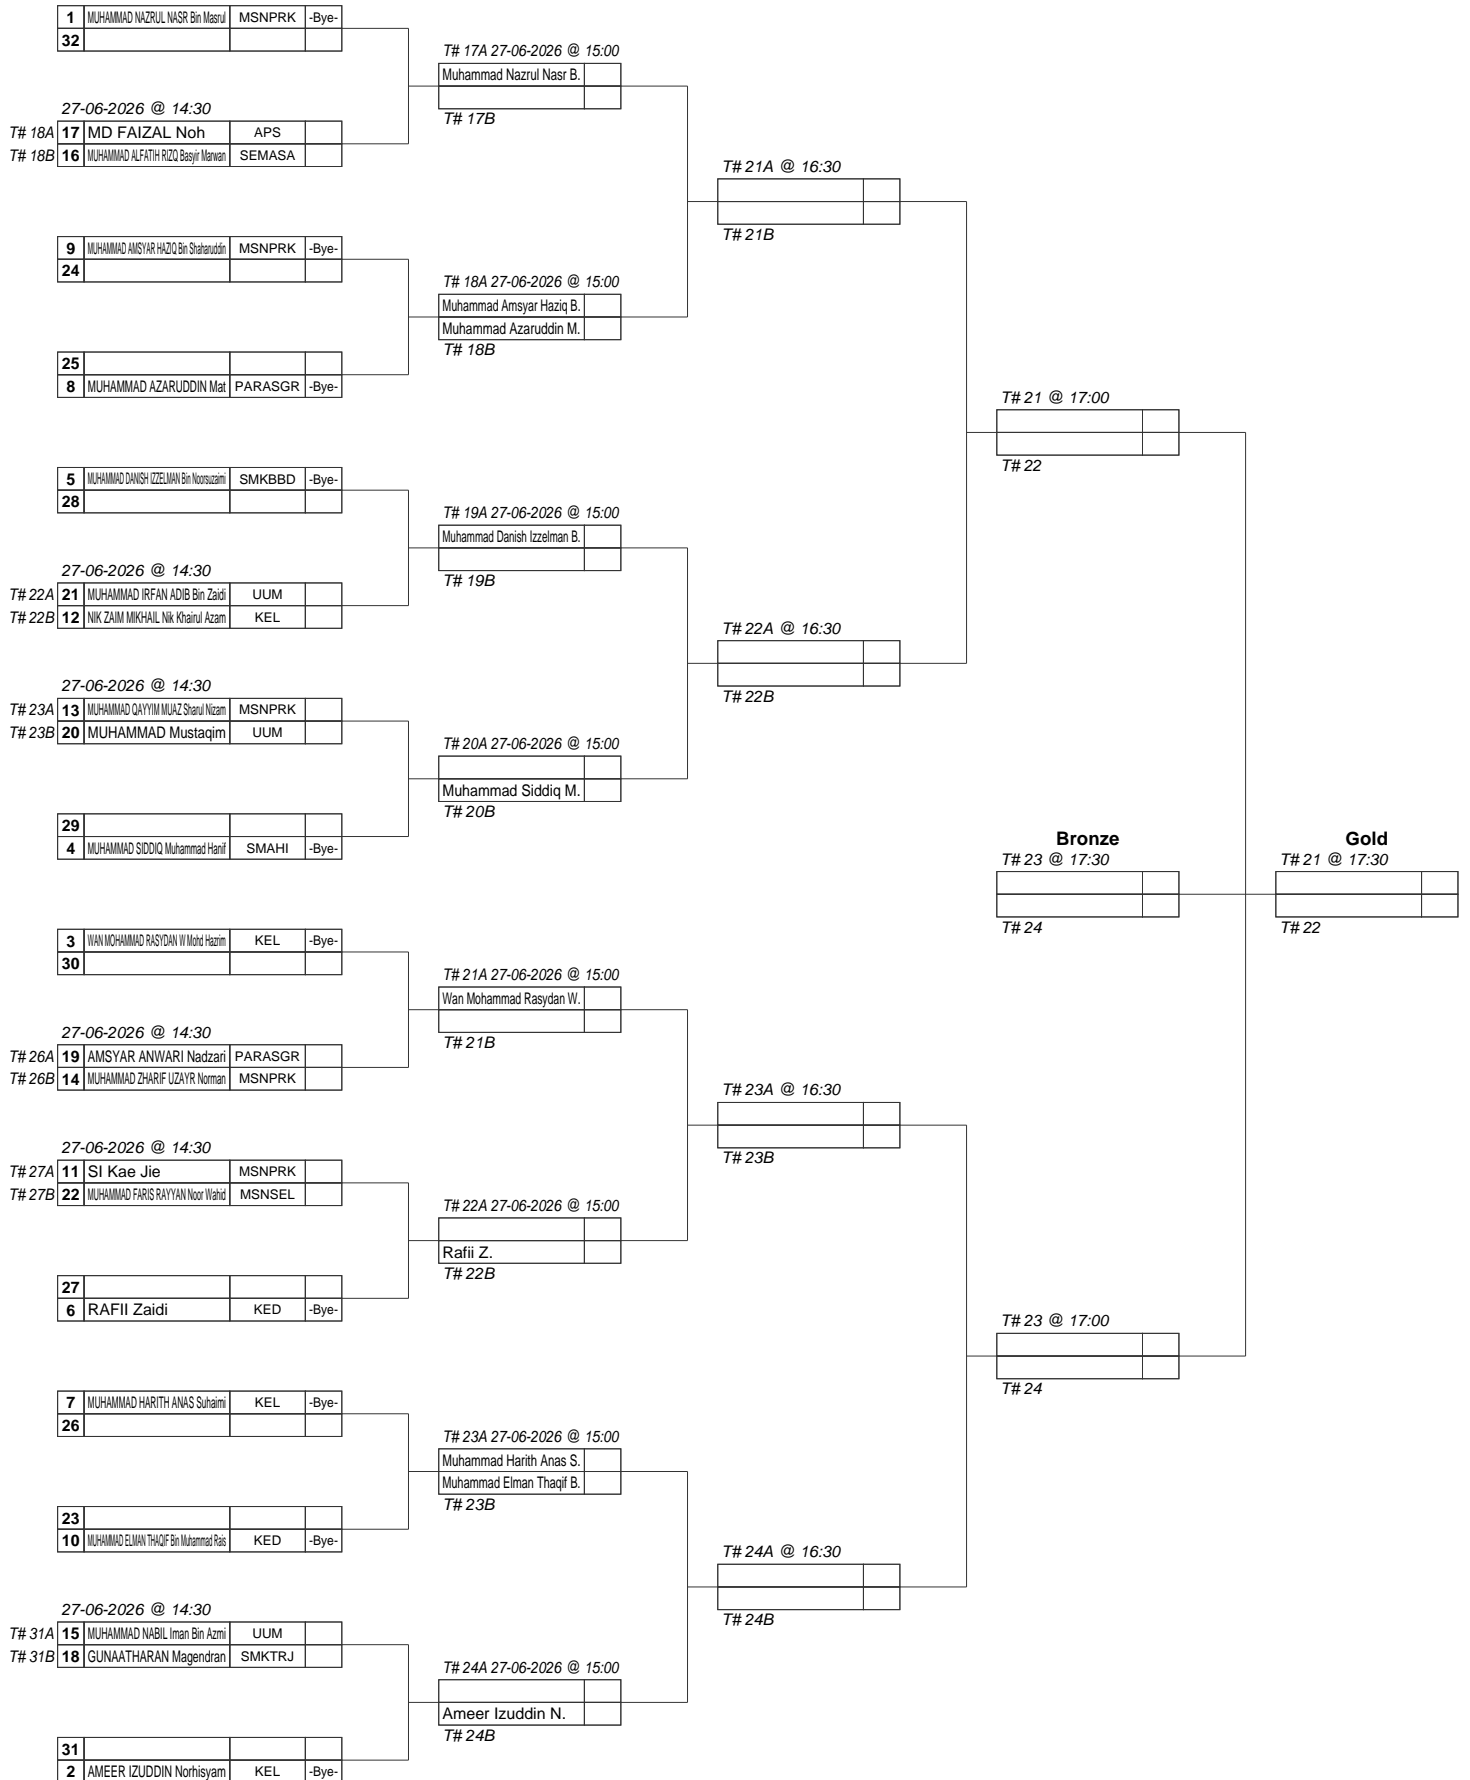 1 MUHAMMAD NAZRUL NASR Bin Masrul MSNPRK -Bye-
32
T# 17A 27-06-2026 @ 15:00
Muhammad Nazrul Nasr B.
T# 17B
27-06-2026 @ 14:30
T# 18A 17 MD FAIZAL Noh APS
T# 18B 16 MUHAMMAD ALFATIH RIZQ Basyir Marwan SEMASA
T# 21A @ 16:30
T# 21B
9 MUHAMMAD AMSYAR HAZIQ Bin Shaharuddin MSNPRK -Bye-
24
T# 18A 27-06-2026 @ 15:00
Muhammad Amsyar Haziq B.
Muhammad Azaruddin M.
T# 18B
25
8 MUHAMMAD AZARUDDIN Mat PARASGR -Bye-
T# 21 @ 17:00
T# 22
5 MUHAMMAD DANISH IZZELMAN Bin Noorsuzaimi SMKBBD -Bye-
28
T# 19A 27-06-2026 @ 15:00
Muhammad Danish Izzelman B.
T# 19B
27-06-2026 @ 14:30
T# 22A 21 MUHAMMAD IRFAN ADIB Bin Zaidi UUM
T# 22B 12 NIK ZAIM MIKHAIL Nik Khairul Azam KEL
T# 22A @ 16:30
T# 22B
27-06-2026 @ 14:30
T# 23A 13 MUHAMMAD QAYYIM MUAZ Sharul Nizam MSNPRK
T# 23B 20 MUHAMMAD Mustaqim UUM
T# 20A 27-06-2026 @ 15:00
Muhammad Siddiq M.
T# 20B
29
4 MUHAMMAD SIDDIQ Muhammad Hanif SMAHI -Bye-
Bronze
T# 23 @ 17:30
T# 24
Gold
T# 21 @ 17:30
T# 22
3 WAN MOHAMMAD RASYDAN W Mohd Hazrim KEL -Bye-
30
T# 21A 27-06-2026 @ 15:00
Wan Mohammad Rasydan W.
T# 21B
27-06-2026 @ 14:30
T# 26A 19 AMSYAR ANWARI Nadzari PARASGR
T# 26B 14 MUHAMMAD ZHARIF UZAYR Norman MSNPRK
T# 23A @ 16:30
T# 23B
27-06-2026 @ 14:30
T# 27A 11 SI Kae Jie MSNPRK
T# 27B 22 MUHAMMAD FARIS RAYYAN Noor Wahid MSNSEL
T# 22A 27-06-2026 @ 15:00
Rafii Z.
T# 22B
27
6 RAFII Zaidi KED -Bye-
T# 23 @ 17:00
T# 24
7 MUHAMMAD HARITH ANAS Suhaimi KEL -Bye-
26
T# 23A 27-06-2026 @ 15:00
Muhammad Harith Anas S.
Muhammad Elman Thaqif B.
T# 23B
23
10 MUHAMMAD ELMAN THAQIF Bin Muhammad Rais KED -Bye-
T# 24A @ 16:30
T# 24B
27-06-2026 @ 14:30
T# 31A 15 MUHAMMAD NABIL Iman Bin Azmi UUM
T# 31B 18 GUNAATHARAN Magendran SMKTRJ
T# 24A 27-06-2026 @ 15:00
Ameer Izuddin N.
T# 24B
31
2 AMEER IZUDDIN Norhisyam KEL -Bye-